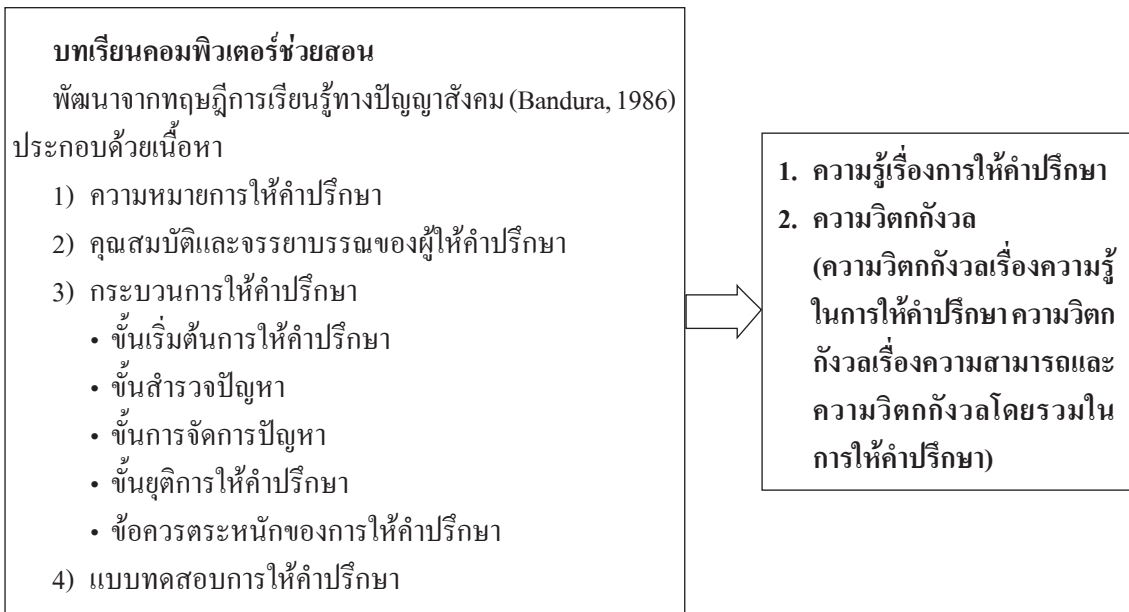 บทเรียนคอมพิวเตอร์ช่วยสอน
พัฒนาจากทฤษฎีการเรียนรู้ทางปัญญาสังคม (Bandura, 1986)
ประกอบด้วยเนื้อหา
1) ความหมายการให้คำปรึกษา
2) คุณสมบัติและจรรยาบรรณของผู้ให้คำปรึกษา
3) กระบวนการให้คำปรึกษา
• ขั้นเริ่มต้นการให้คำปรึกษา
• ขั้นสำรวจปัญหา
• ขั้นการจัดการปัญหา
• ขั้นยุติการให้คำปรึกษา
• ข้อควรตระหนักของการให้คำปรึกษา
4) แบบทดสอบการให้คำปรึกษา
1. ความรู้เรื่องการให้คำปรึกษา
2. ความวิตกกังวล
(ความวิตกกังวลเรื่องความรู้
ในการให้คำปรึกษา ความวิตก
กังวลเรื่องความสามารถและ
ความวิตกกังวลโดยรวมใน
การให้คำปรึกษา)